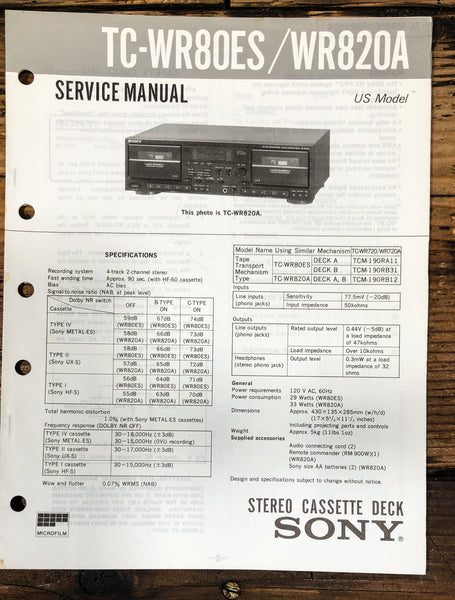 TC-WR80ES/WR820A
SERVICE MANUAL
US Model
SONY
This photo is TC-WR820A.
SPECIFICATIONS
Recording system 4-track 2-channel stereo
Fast winding time Approx. 90 sec. (with HF-60 cassette)
Bias AC bias
Signal-to-noise ratio (NAB, at peak level)
Dolby NR switch OFF B-TYPE ON C-TYPE ON
Cassette
TYPE IV (Sony METAL-ES) 59dB (WR80ES) 67dB (WR80ES) 74dB (WR80ES)
58dB (WR820A) 66dB (WR820A) 73dB (WR820A)
TYPE II (Sony UX-S) 58dB (WR80ES) 66dB (WR80ES) 73dB (WR80ES)
57dB (WR820A) 65dB (WR820A) 72dB (WR820A)
TYPE I (Sony HF-S) 56dB (WR80ES) 64dB (WR80ES) 71dB (WR80ES)
55dB (WR820A) 63dB (WR820A) 70dB (WR820A)
Total harmonic distortion
1.0% (with Sony METAL-ES cassettes)
Frequency response (DOLBY NR OFF)
TYPE IV cassette (Sony METAL-ES) 30－18,000Hz (±3dB)
30－15,000Hz (0VU recording)
TYPE II cassette (Sony UX-S) 30－17,000Hz (±3dB)
TYPE I cassette (Sony HF-S) 30－15,000Hz (±3dB)
Wow and flutter 0.07% WRMS (NAB)
Model Name Using Similar Mechanism TC-WR720/WR720A
Tape Transport Mechanism Type TC-WR80ES DECK A TCM-190RA11
DECK B TCM-190RB31
TC-WR820A DECK A, B TCM-190RB12
Inputs
Line inputs (phono jacks) Sensitivity 77.5mV (−20dB)
Input impedance 50kohms
Outputs
Line outputs (phono jacks) Rated output level 0.44V (−5dB) at a load impedance of 47kohms
Load impedance Over 10kohms
Headphones (stereo phone jack) Output level 0.3mW at a load impedance of 32 ohms
General
Power requirements 120 V AC, 60Hz
Power consumption 29 Watts (WR80ES)
33 Watts (WR820A)
Dimensions Approx. 430×135×285mm (w/h/d)
including projecting parts and controls
Weight Approx. 5kg
Supplied accessories
Audio connecting cord (2)
Remote commander (RM-900W)(1) (WR820A)
Sony size AA batteries (2) (WR820A)
Design and specifications subject to change without notice.
MICROFILM
STEREO CASSETTE DECK
SONY®